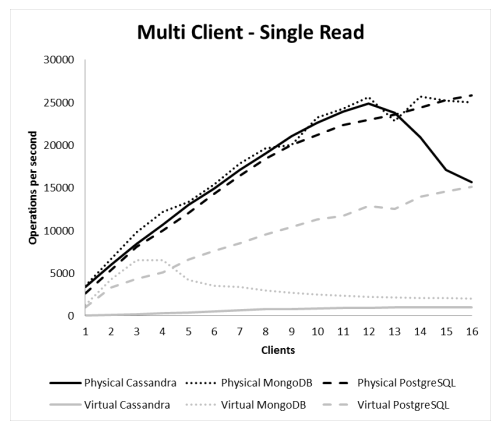 Multi Client - Single Read
30000
25000
20000
15000
10000
5000
0
Operations per second
1 2 3 4 5 6 7 8 9 10 11 12 13 14 15 16
Clients
Physical Cassandra Physical MongoDB Physical PostgreSQL
Virtual Cassandra Virtual MongoDB Virtual PostgreSQL